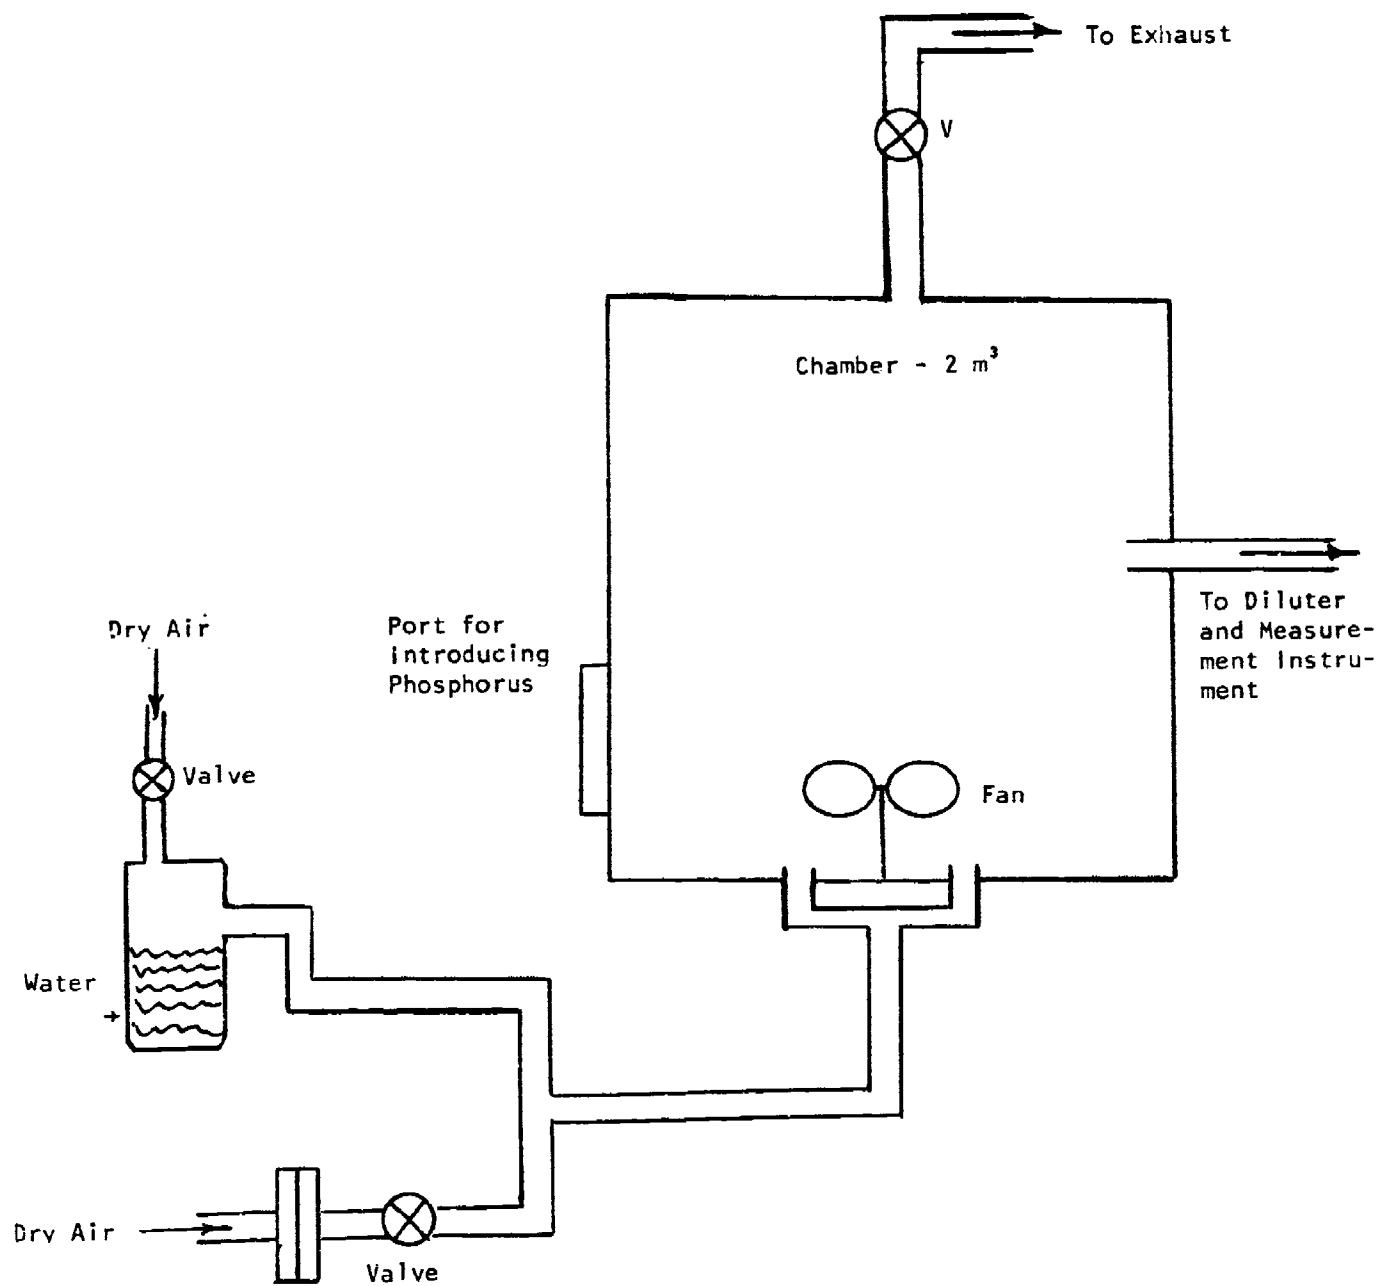 To Exhaust
V
Chamber - 2 m³
To Diluter
and Measure-
ment Instru-
ment
Port for
Introducing
Phosphorus
Dry Air
Valve
Fan
Water
Dry Air
Valve